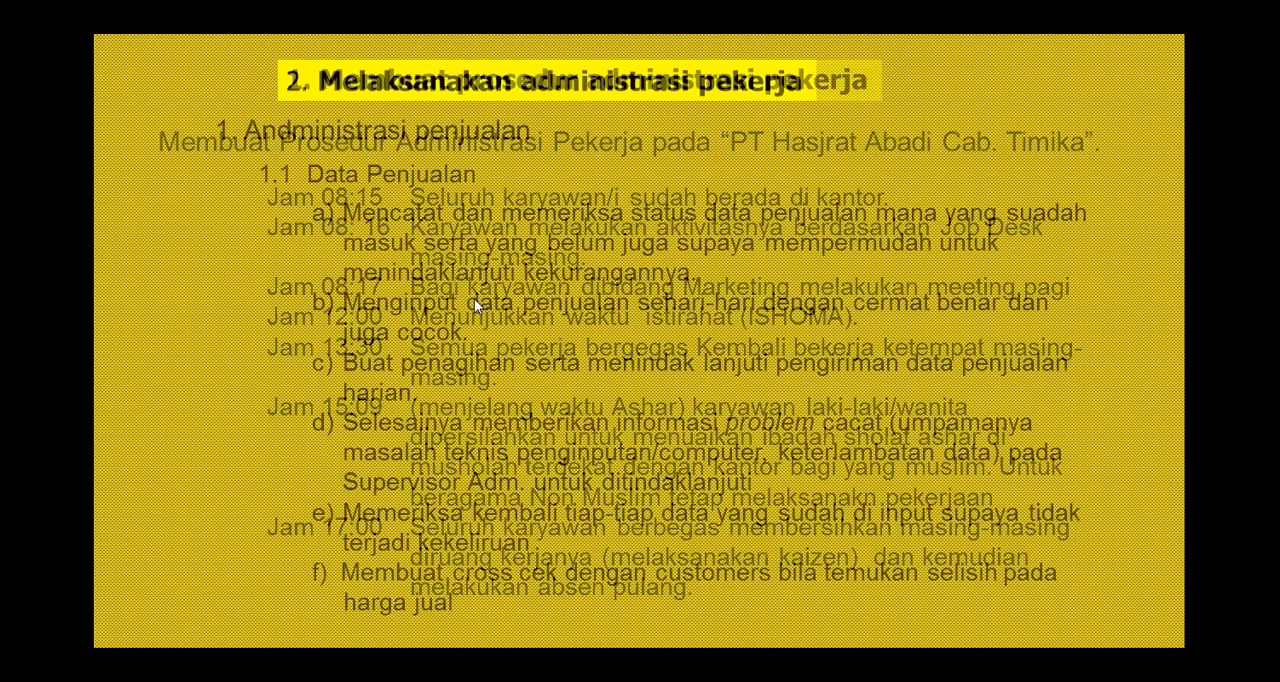 2. Melaksanakan administrasi pekerja
1. Membuat prosedur administrasi pekerja
1. Andministrasi penjualan
Membuat Prosedur Administrasi Pekerja pada “PT Hasjrat Abadi Cab. Timika”.
1.1 Data Penjualan
Jam 08:15 Seluruh karyawan/i sudah berada di kantor.
a) Mencatat dan memeriksa status data penjualan mana yang suadah
Jam 08: 16 Karyawan melakukan aktivitasnya berdasarkan Job Desk
masuk serta yang belum juga supaya mempermudah untuk
masing-masing.
menindaklanjuti kekurangannya.
Jam 08:17 Bagi karyawan dibidang Marketing melakukan meeting pagi
b) Menginput data penjualan sehari-hari dengan cermat benar dan
Jam 12:00 Menunjukkan waktu istirahat (ISHOMA).
juga cocok.
Jam 13:30 Semua pekerja bergegas Kembali bekerja ketempat masing-
c) Buat penagihan serta menindak lanjuti pengiriman data penjualan
masing.
harian.
Jam 15:09 (menjelang waktu Ashar) karyawan laki-laki/wanita
d) Selesainya memberikan informasi problem cacat (umpamanya
dipersilahkan untuk menuaikan ibadah sholat ashar di
masalah teknis penginputan/computer, keterlambatan data) pada
musholah terdekat dengan kantor bagi yang muslim. Untuk
Supervisor Adm. untuk ditindaklanjuti
beragama Non Muslim tetap melaksanakn pekerjaan
e) Memeriksa kembali tiap-tiap data yang sudah di input supaya tidak
Jam 17:00 Seluruh karyawan berbegas membersihkan masing-masing
terjadi kekeliruan .
diruang kerjanya (melaksanakan kaizen) dan kemudian
f) Membuat cross cek dengan customers bila temukan selisih pada
melakukan absen pulang.
harga jual